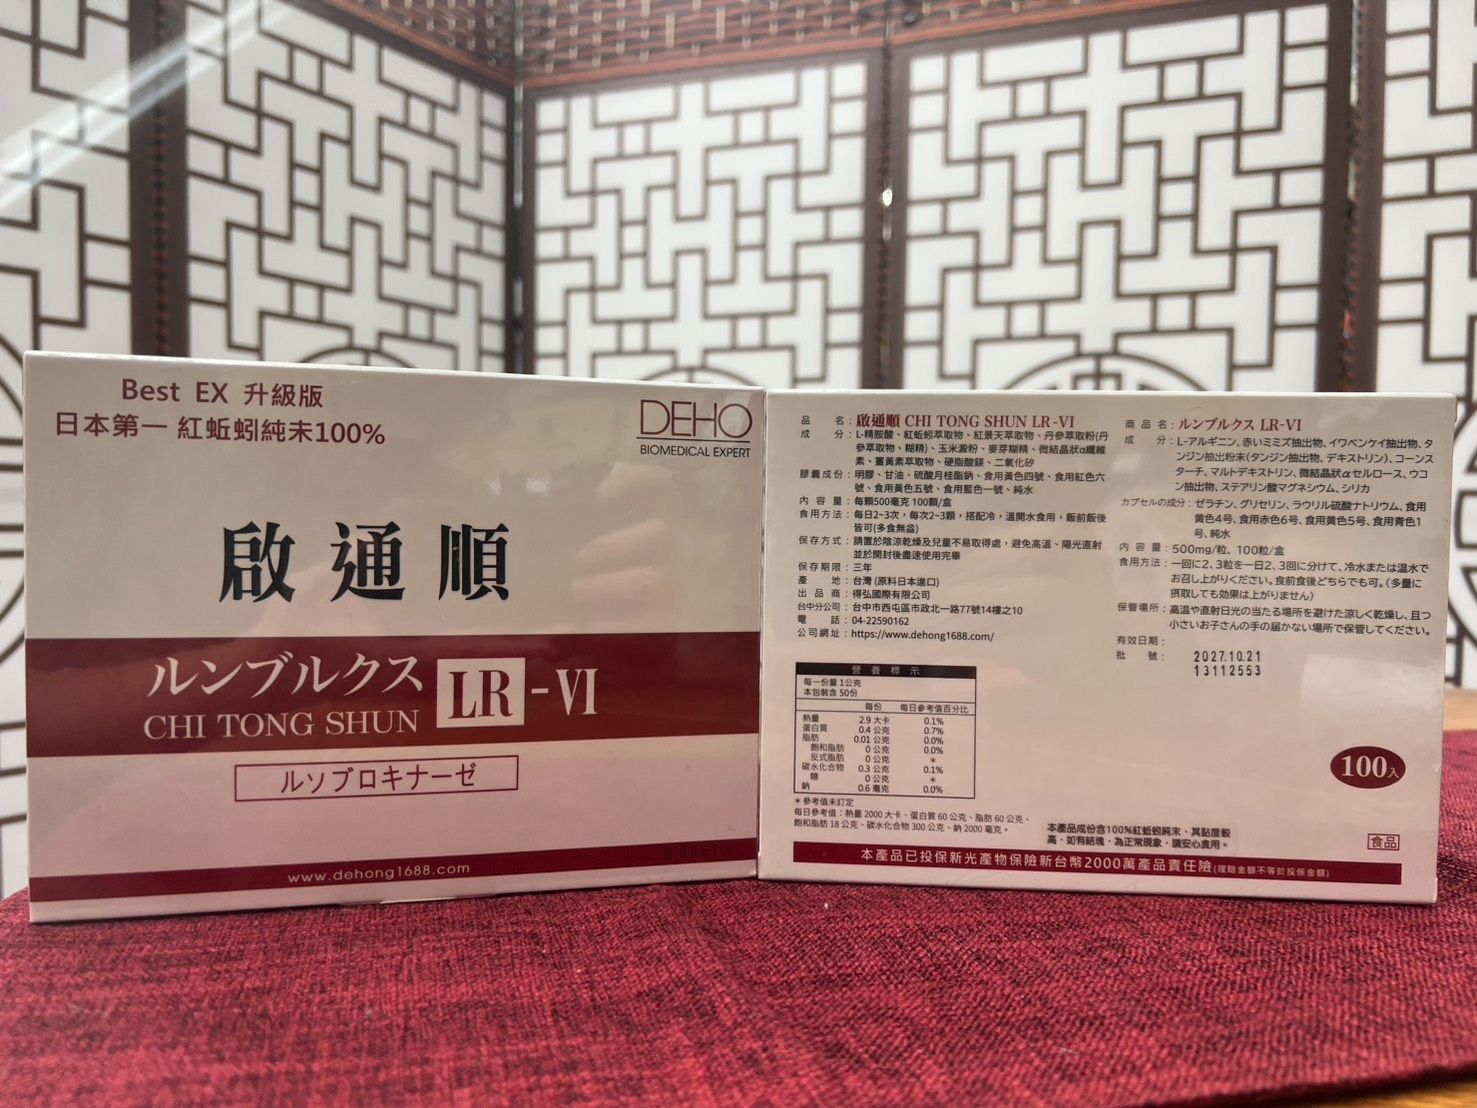 Best EX 升級版
日本第一 紅蚯蚓純末100%
DEHO
BIOMEDICAL EXPERT
啟通順
ルンブルクス
CHI TONG SHUN
LR-VI
ルソブロキナーゼ
www.dehong1688.com
品名：啟通順 CHI TONG SHUN LR-VI
成分：L-精胺酸、紅蚯蚓萃取物、紅景天萃取物、丹參萃取粉(丹
參萃取物、糊精)、玉米澱粉、麥芽糊精、微結晶狀α纖維
素、薑黃素萃取物、硬脂酸鎂、二氧化矽
膠囊成份：明膠、甘油、硫酸月桂酯鈉、食用黃色四號、食用紅色六
號、食用黃色五號、食用藍色一號、純水
內容量：每顆500毫克 100顆/盒
食用方法：每日2~3次，每次2~3顆，搭配冷，溫開水食用，飯前飯後
皆可(多食無益)
保存方式：請置於陰涼乾燥及兒童不易取得處，避免高溫、陽光直射
並於開封後盡速使用完畢
保存期限：三年
產地：台灣 (原料日本進口)
出品商：得弘國際有限公司
台中分公司：台中市西屯區市政北一路77號14樓之10
電話：04-22590162
公司網址：https://www.dehong1688.com/
營養標示
每一份量 1公克
本包裝含 50份
每份 每日參考值百分比
熱量 2.9 大卡 0.1%
蛋白質 0.4 公克 0.7%
脂肪 0.01 公克 0.0%
飽和脂肪 0 公克 0.0%
反式脂肪 0 公克 *
碳水化合物 0.3 公克 0.1%
糖 0 公克 *
鈉 0.6 毫克 0.0%
*參考值未訂定
每日參考值：熱量 2000 大卡、蛋白質 60 公克、脂肪 60 公克、
飽和脂肪 18 公克、碳水化合物 300 公克、鈉 2000 毫克。
商品名：ルンブルクス LR-VI
成分：L-アルギニン、赤いミミズ抽出物、イワベンケイ抽出物、タ
ンジン抽出粉末(タンジン抽出物、デキストリン)、コーンス
ターチ、マルトデキストリン、微結晶狀αセルロース、ウコ
ン抽出物、ステアリン酸マグネシウム、シリカ
カプセルの成分：ゼラチン、グリセリン、ラウリル硫酸ナトリウム、食用
黄色4号、食用赤色6号、食用黄色5号、食用青色1
号、純水
内容量：500mg/粒、100粒/盒
食用方法：一回に2、3粒を一日2、3回に分けて、冷水または温水で
お召し上がりください。食前食後どちらでも可。(多量に
摂取しても効果は上がりません)
保管場所：高温や直射日光の当たる場所を避けた涼しく乾燥し、且つ
小さいお子さんの手の届かない場所で保管してください。
有效日期：
批號：
2027.10.21
13112553
100入
本產品成份含100%紅蚯蚓純末，其黏度較
高，如有結塊，為正常現象，請安心食用。
食品
本產品已投保新光產物保險新台幣2000萬產品責任險(理賠金額不等於投保金額)